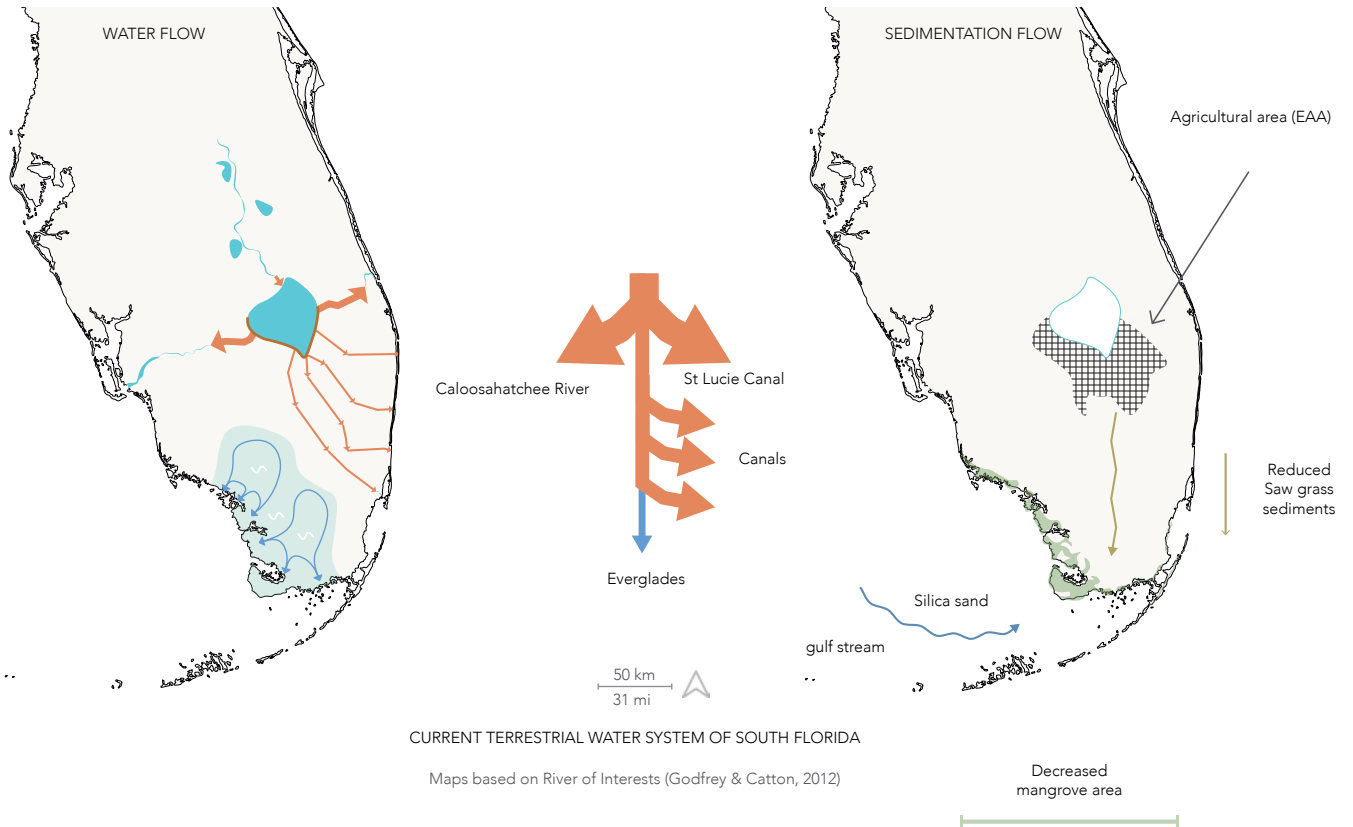 WATER FLOW
SEDIMENTATION FLOW
Agricultural area (EAA)
Caloosahatchee River
St Lucie Canal
Canals
Everglades
Reduced
Saw grass
sediments
Silica sand
gulf stream
50 km
31 mi
CURRENT TERRESTRIAL WATER SYSTEM OF SOUTH FLORIDA
Maps based on River of Interests (Godfrey & Catton, 2012)
Decreased
mangrove area